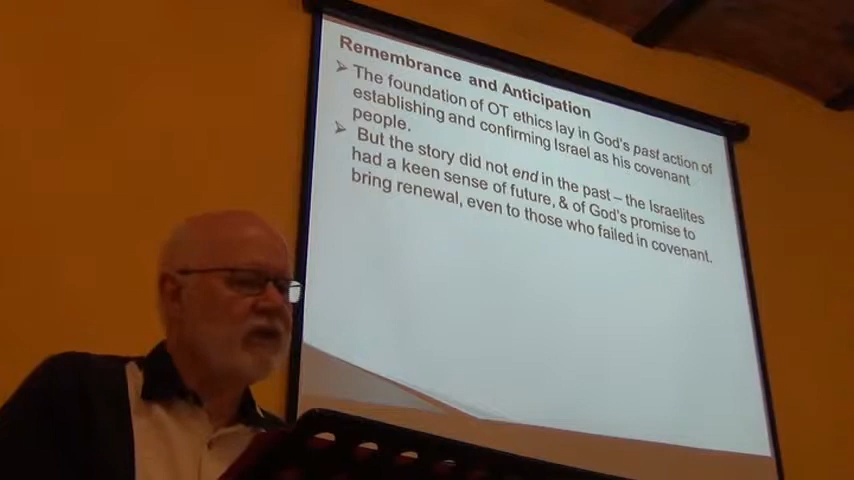 Remembrance and Anticipation
➢ The foundation of OT ethics lay in God's past action of
establishing and confirming Israel as his covenant
people.
➢ But the story did not end in the past – the Israelites
had a keen sense of future, & of God's promise to
bring renewal, even to those who failed in covenant.